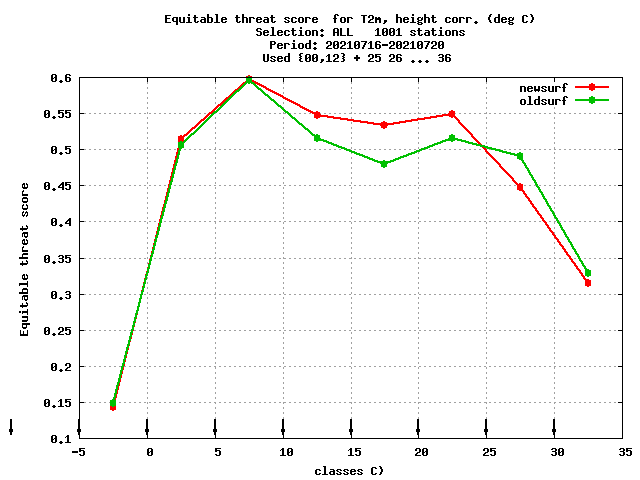 Equitable threat score  for T2m, height corr. (deg C)
Selection: ALL   1001 stations
Period: 20210716-20210720
Used {00,12} + 25 26 ... 36
newsurf
oldsurf
Equitable threat score
0.6
0.55
0.5
0.45
0.4
0.35
0.3
0.25
0.2
0.15
0.1
-5 0 5 10 15 20 25 30 35
classes C)